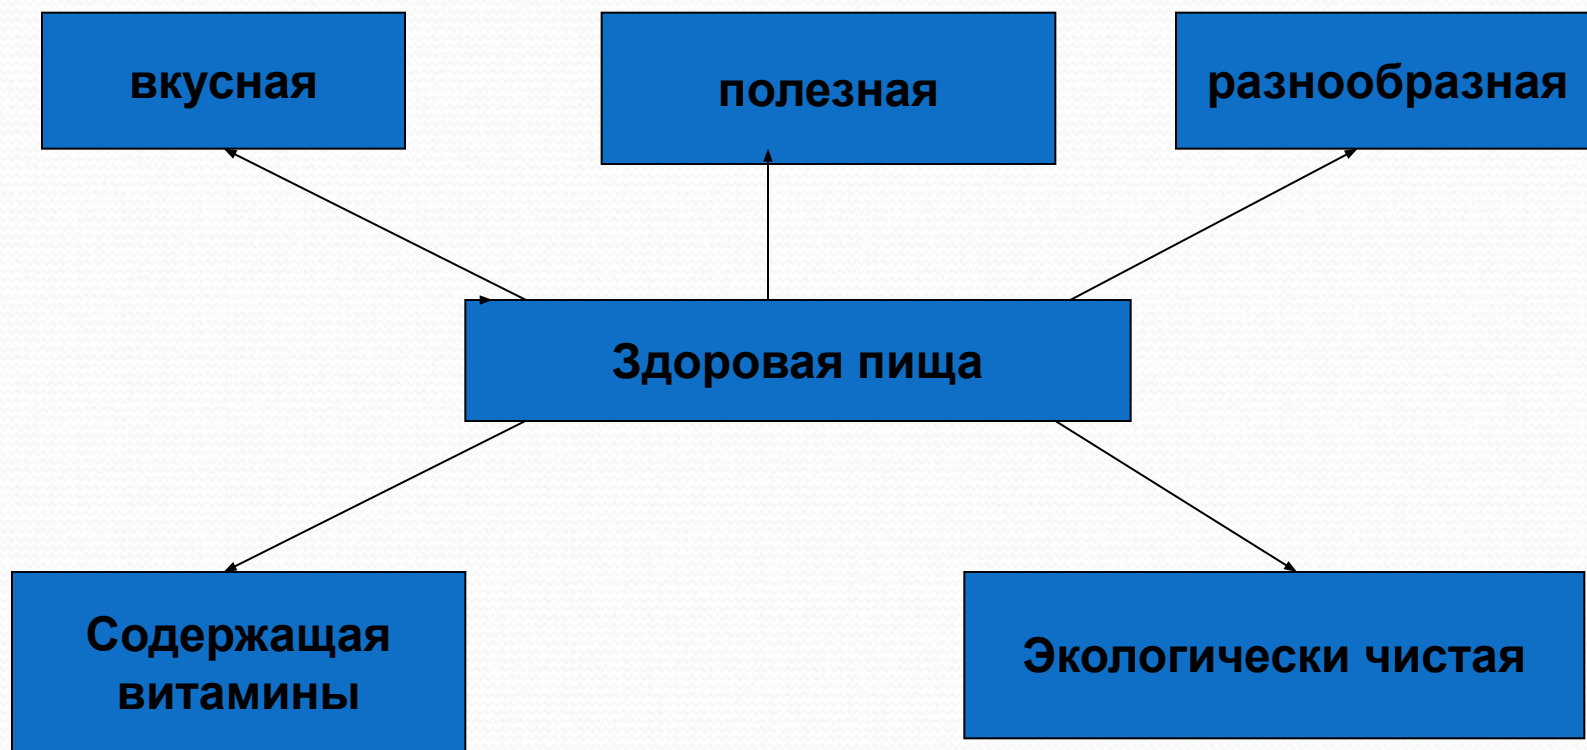 вкусная
полезная
разнообразная
Здоровая пища
Содержащая
витамины
Экологически чистая